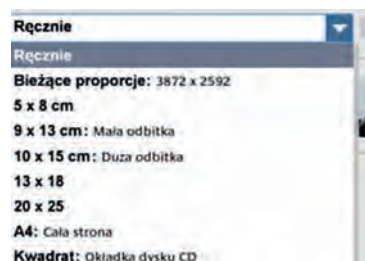 Ręcznie
Ręcznie
Bieżące proporcje: 3872 x 2592
5 x 8 cm
9 x 13 cm: Mała odbitka
10 x 15 cm: Duża odbitka
13 x 18
20 x 25
A4: Cała strona
Kwadrat: Okładka dysku CD